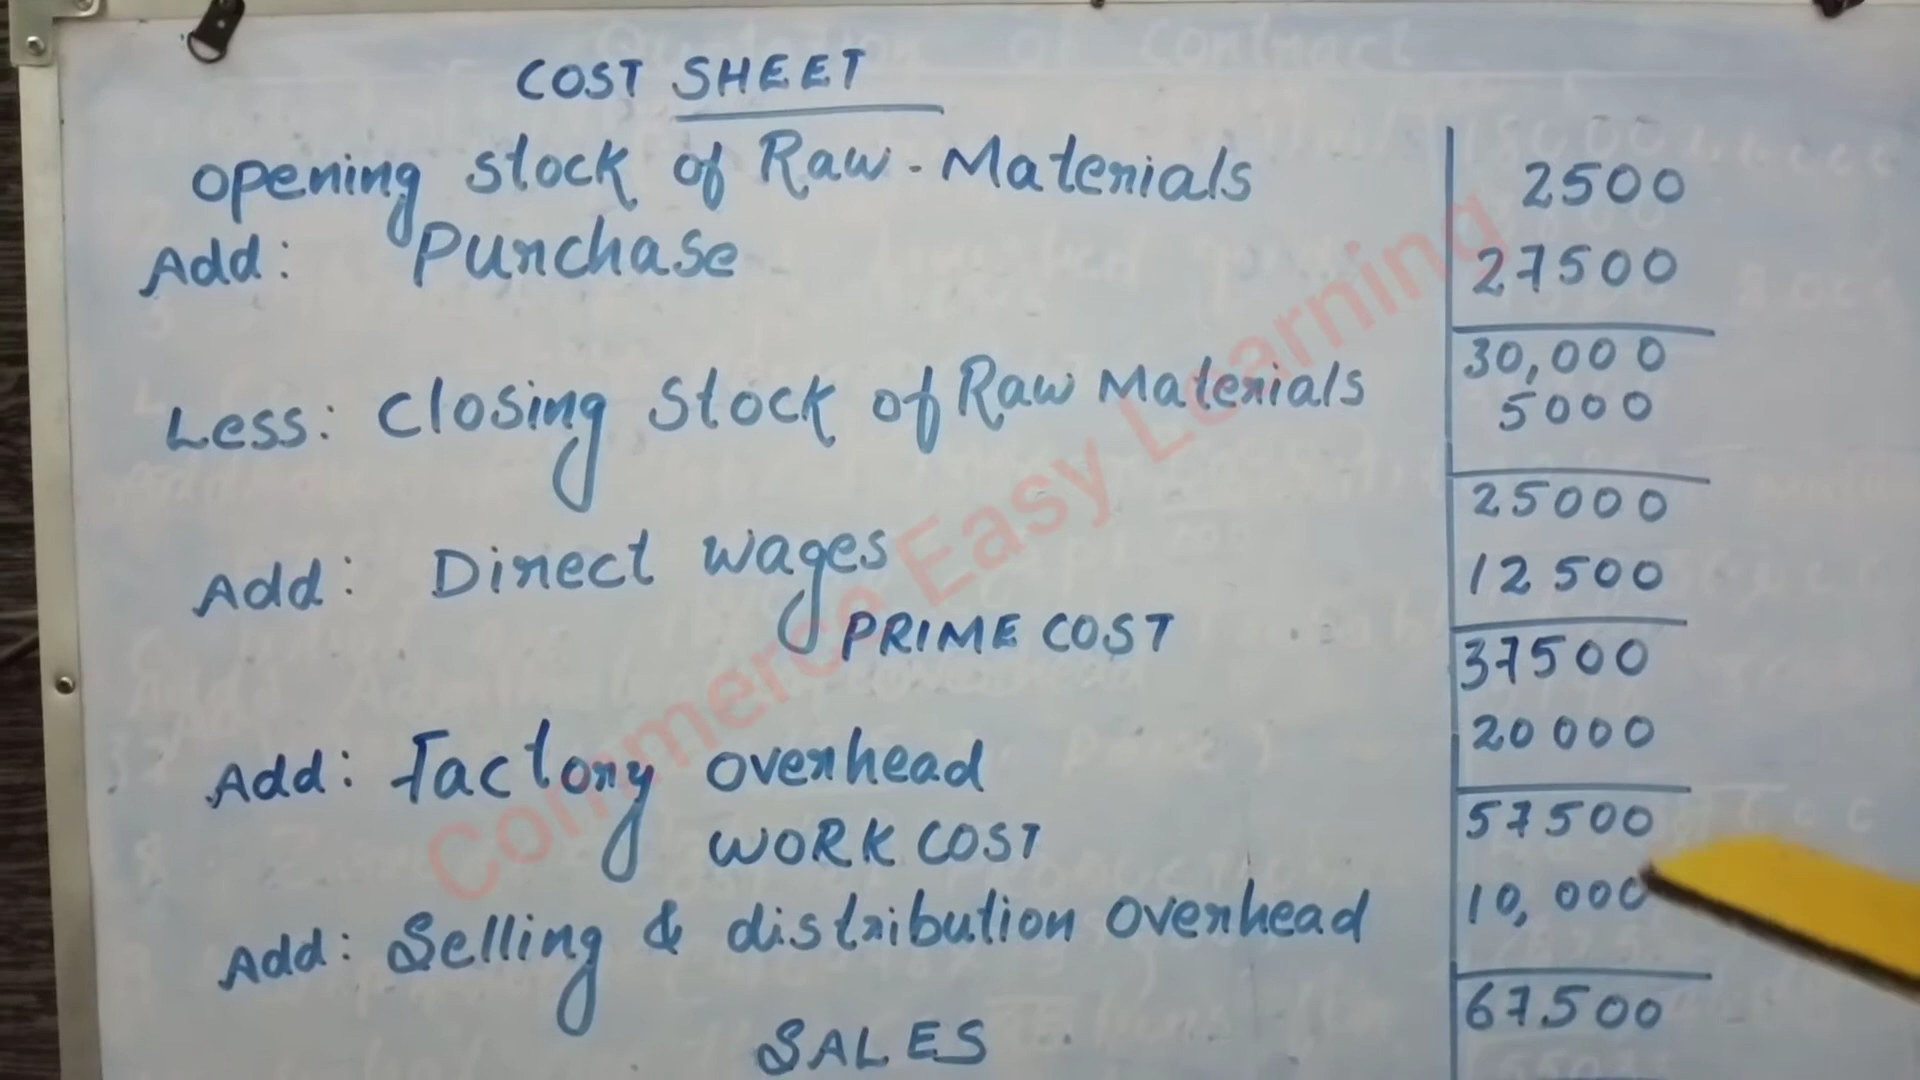 COST SHEET
opening stock of Raw-Materials 2500
Add: Purchase 27500
30,000
Less: Closing Stock of Raw Materials 5000
25000
Add: Direct wages 12500
PRIME COST 37500
Add: Factory overhead 20000
WORK COST 57500
Add: Selling & distribution overhead 10,000
SALES 67500
Commerce Easy Learning